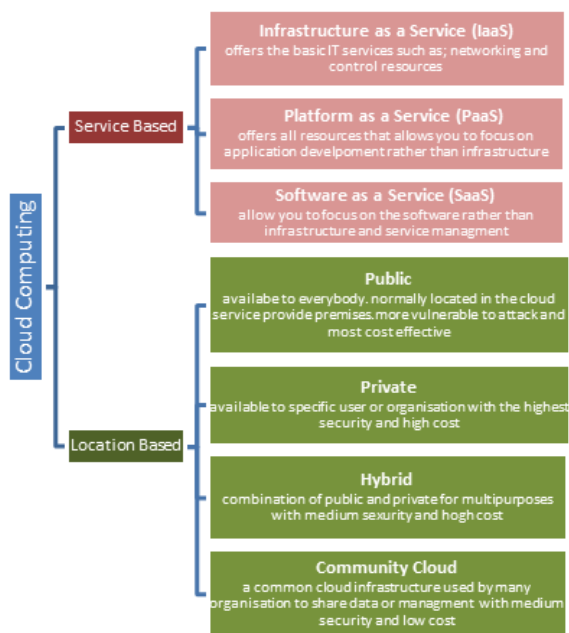 Cloud Computing
Service Based
Infrastructure as a Service (IaaS)
offers the basic IT services such as; networking and
control resources
Platform as a Service (PaaS)
offers all resources that allows you to focus on
application develpoment rather than infrastructure
Software as a Service (SaaS)
allow you to focus on the software rather than
infrastructure and service managment
Location Based
Public
availabe to everybody. normally located in the cloud
service provide premises.more vulnerable to attack and
most cost effective
Private
available to specific user or organisation with the highest
security and high cost
Hybrid
combination of public and private for multipurposes
with medium sexurity and hogh cost
Community Cloud
a common cloud infrastructure used by many
organisation to share data or managment with medium
security and low cost